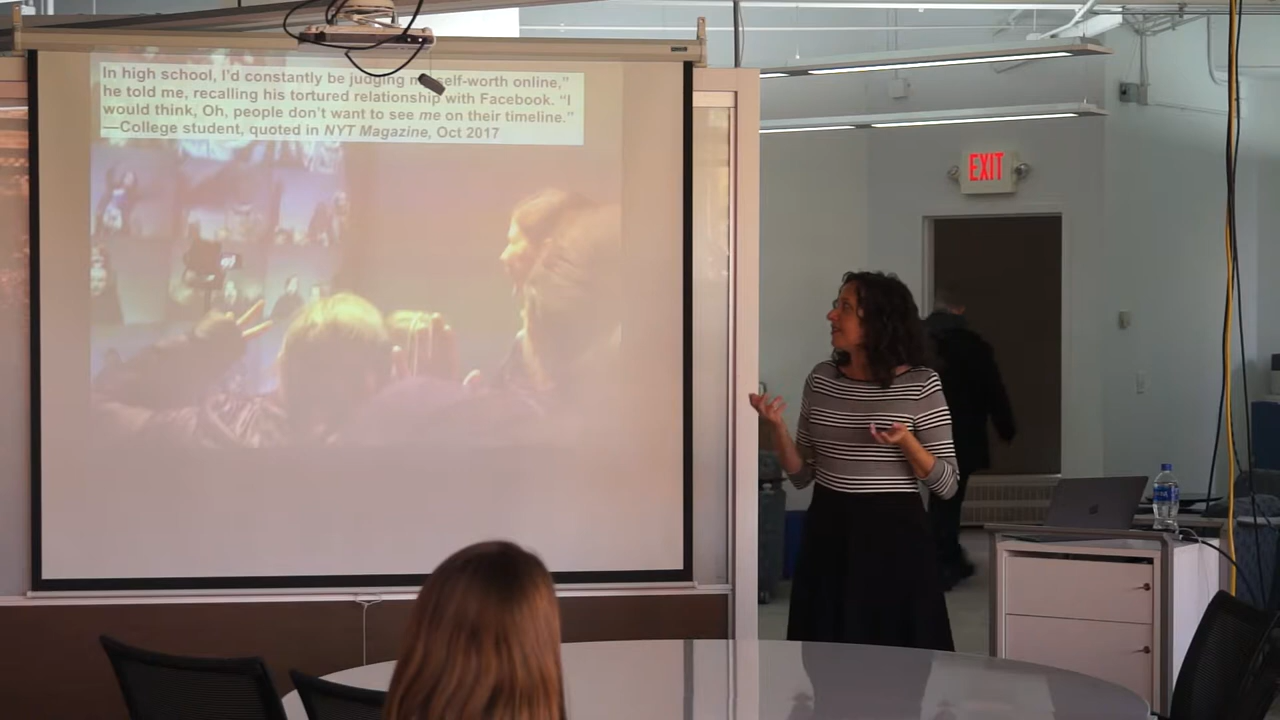 In high school, I'd constantly be judging myself-worth online,”
he told me, recalling his tortured relationship with Facebook. “I
would think, Oh, people don't want to see me on their timeline.”
—College student, quoted in NYT Magazine, Oct 2017
EXIT